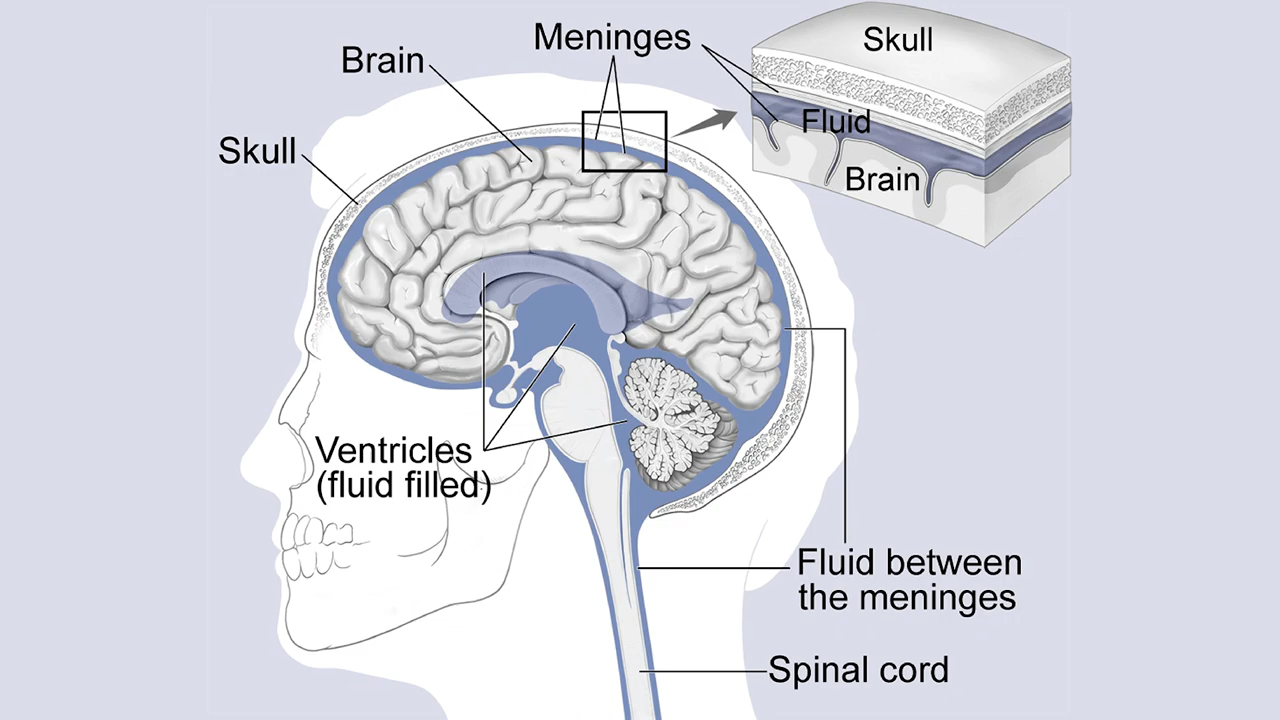 Meninges
Skull
Brain
Fluid
Skull
Brain
Ventricles
(fluid filled)
Fluid between
the meninges
Spinal cord